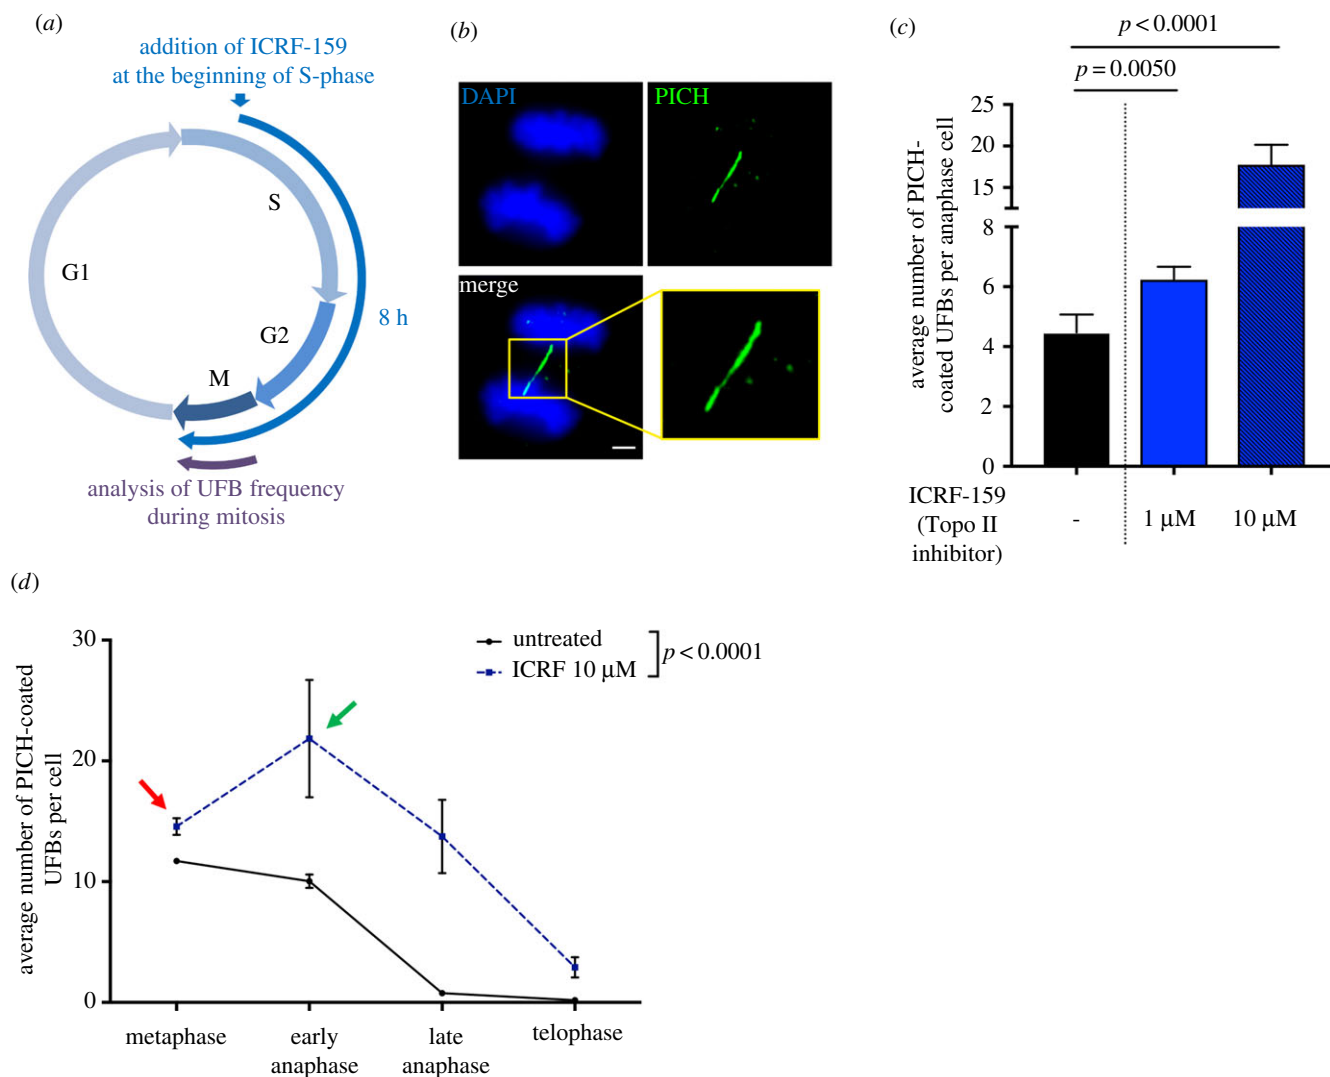 (a)
addition of ICRF-159
at the beginning of S-phase
S
G1
G2
M
8 h
analysis of UFB frequency
during mitosis
(b)
DAPI
PICH
merge
(c)
p < 0.0001
p = 0.0050
average number of PICH-
coated UFBs per anaphase cell
25
20
15
8
6
4
2
0
ICRF-159
(Topo II
inhibitor)
-
1 μM
10 μM
(d)
average number of PICH-coated
UFBs per cell
30
20
10
0
untreated
ICRF 10 μM
p < 0.0001
metaphase
early
anaphase
late
anaphase
telophase